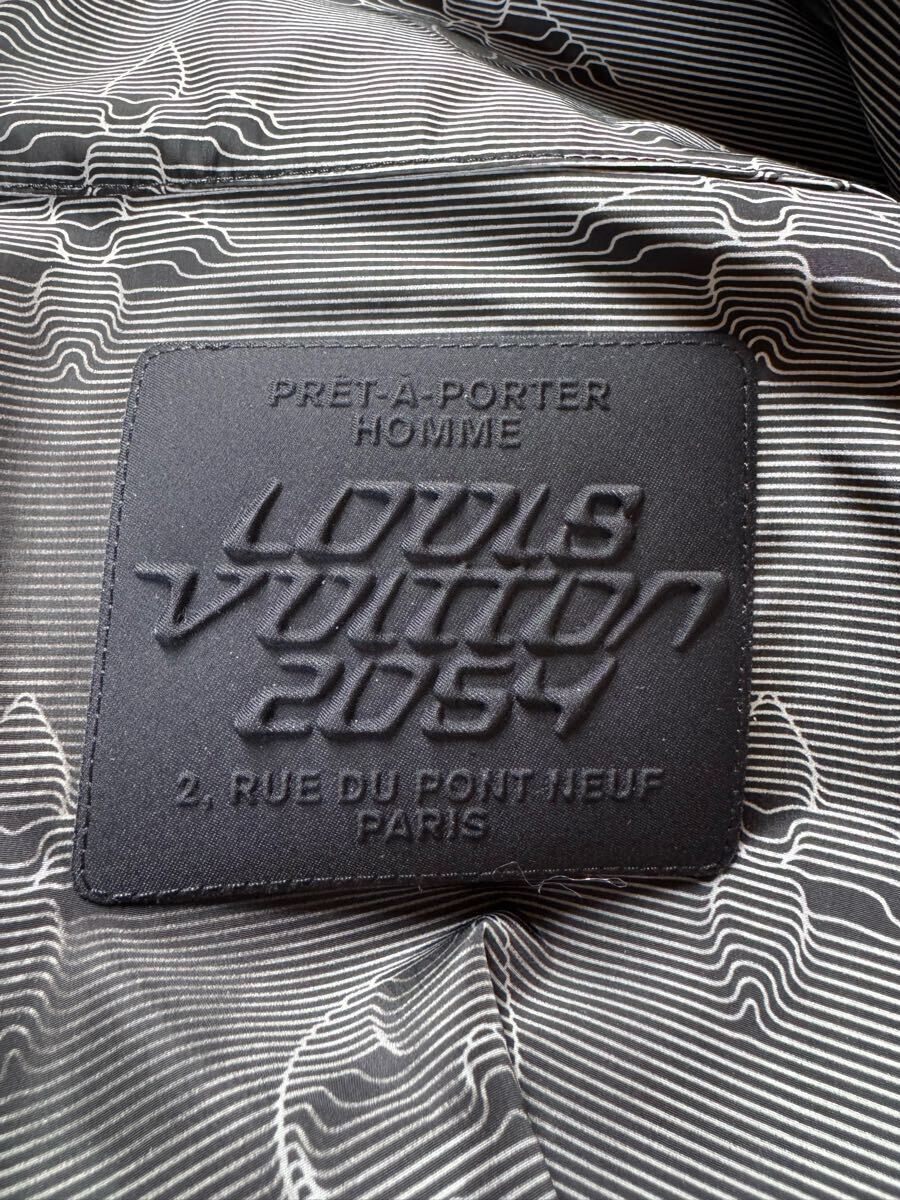 PRÊT-À-PORTER
HOMME
LOUIS
VUITTON
2054
2, RUE DU PONT NEUF
PARIS